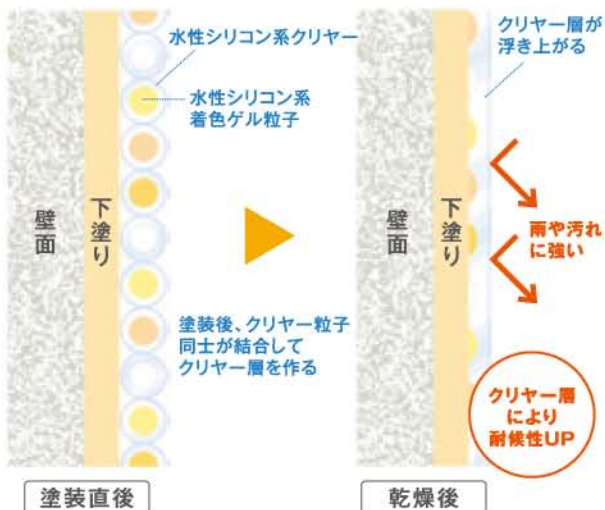 水性シリコン系クリヤー
水性シリコン系
着色ゲル粒子
壁面
下塗り
塗装後、クリヤー粒子
同士が結合して
クリヤー層を作る
塗装直後
クリヤー層が
浮き上がる
壁面
下塗り
雨や汚れ
に強い
クリヤー層
により
耐候性UP
乾燥後